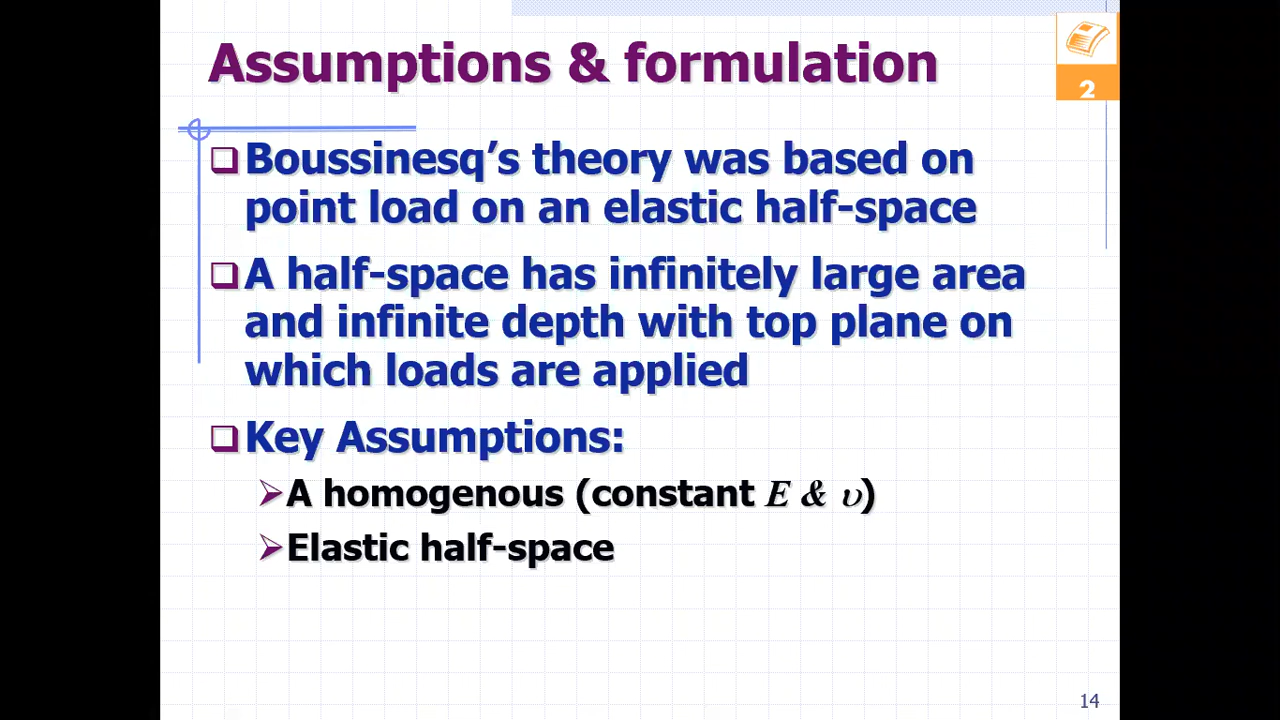 Assumptions & formulation
2
Boussinesq’s theory was based on
point load on an elastic half-space
A half-space has infinitely large area
and infinite depth with top plane on
which loads are applied
Key Assumptions:
A homogenous (constant E & υ)
Elastic half-space
14